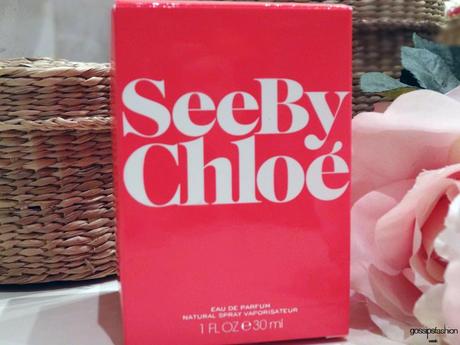 SeeBy
Chloé
EAU DE PARFUM
NATURAL SPRAY VAPORISATEUR
1 FL OZ ℮ 30 ml
gossipsfashion